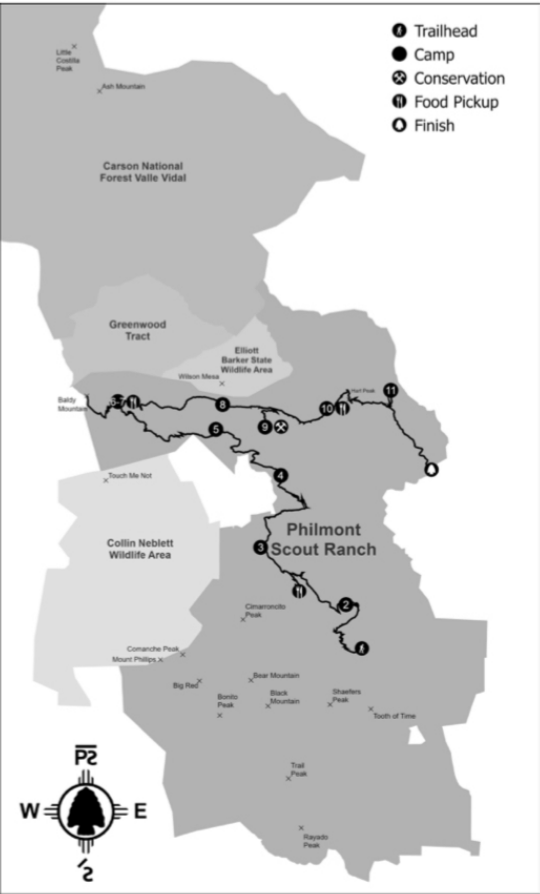 Trailhead
Camp
Conservation
Food Pickup
Finish
Little
Costilla
Peak
Ash Mountain
Carson National
Forest Valle Vidal
Greenwood
Tract
Elliott
Barker State
Wildlife Area
Wilson Mesa
Baldy
Mountain
Hart Peak
11
8
10
9
5
4
Touch Me Not
Collin Neblett
Wildlife Area
Philmont
Scout Ranch
3
2
Cimarroncito
Peak
Comanche Peak
Mount Phillips
Big Red
Bear Mountain
Bonito
Peak
Black
Mountain
Shaefers
Peak
Tooth of Time
Trail
Peak
Rayado
Peak
W
E